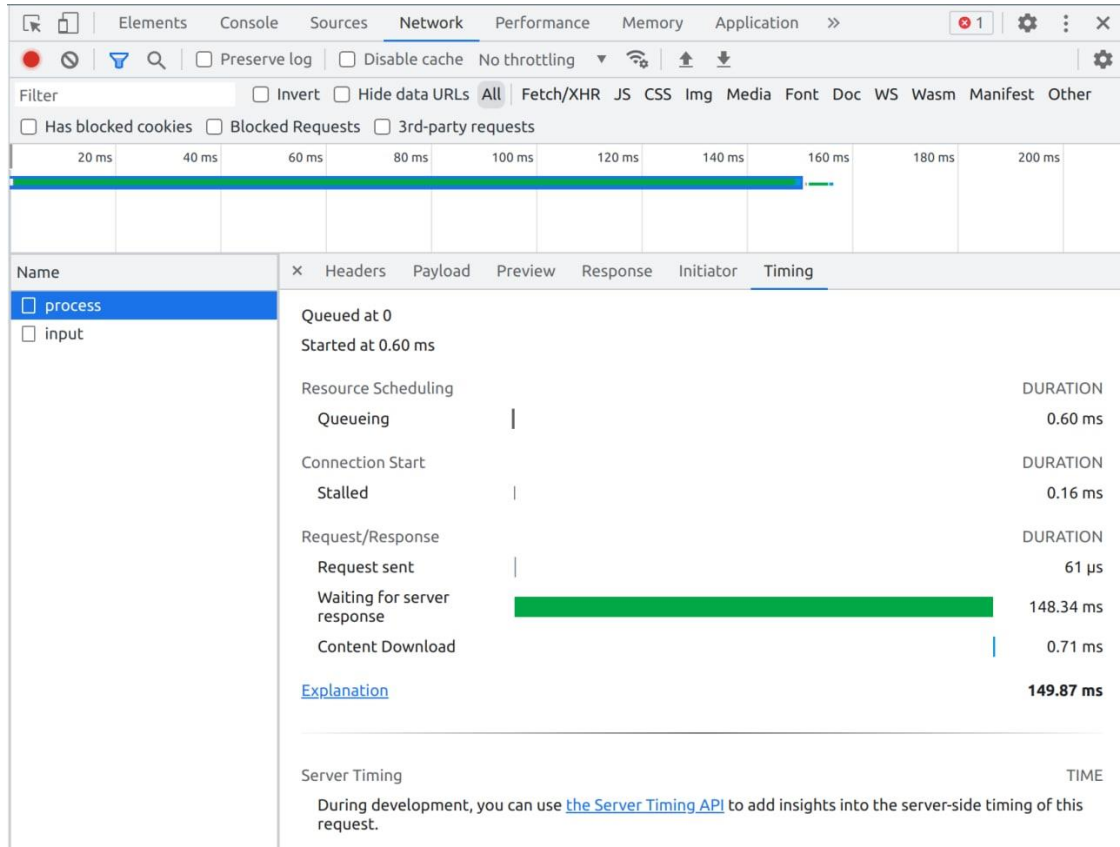 Elements Console Sources Network Performance Memory Application » 1
Preserve log Disable cache No throttling
Filter Invert Hide data URLs All Fetch/XHR JS CSS Img Media Font Doc WS Wasm Manifest Other
Has blocked cookies Blocked Requests 3rd-party requests
20 ms 40 ms 60 ms 80 ms 100 ms 120 ms 140 ms 160 ms 180 ms 200 ms
Name
process
input
× Headers Payload Preview Response Initiator Timing
Queued at 0
Started at 0.60 ms
Resource Scheduling DURATION
Queueing 0.60 ms
Connection Start DURATION
Stalled 0.16 ms
Request/Response DURATION
Request sent 61 μs
Waiting for server
response 148.34 ms
Content Download 0.71 ms
Explanation 149.87 ms
Server Timing TIME
During development, you can use the Server Timing API to add insights into the server-side timing of this
request.